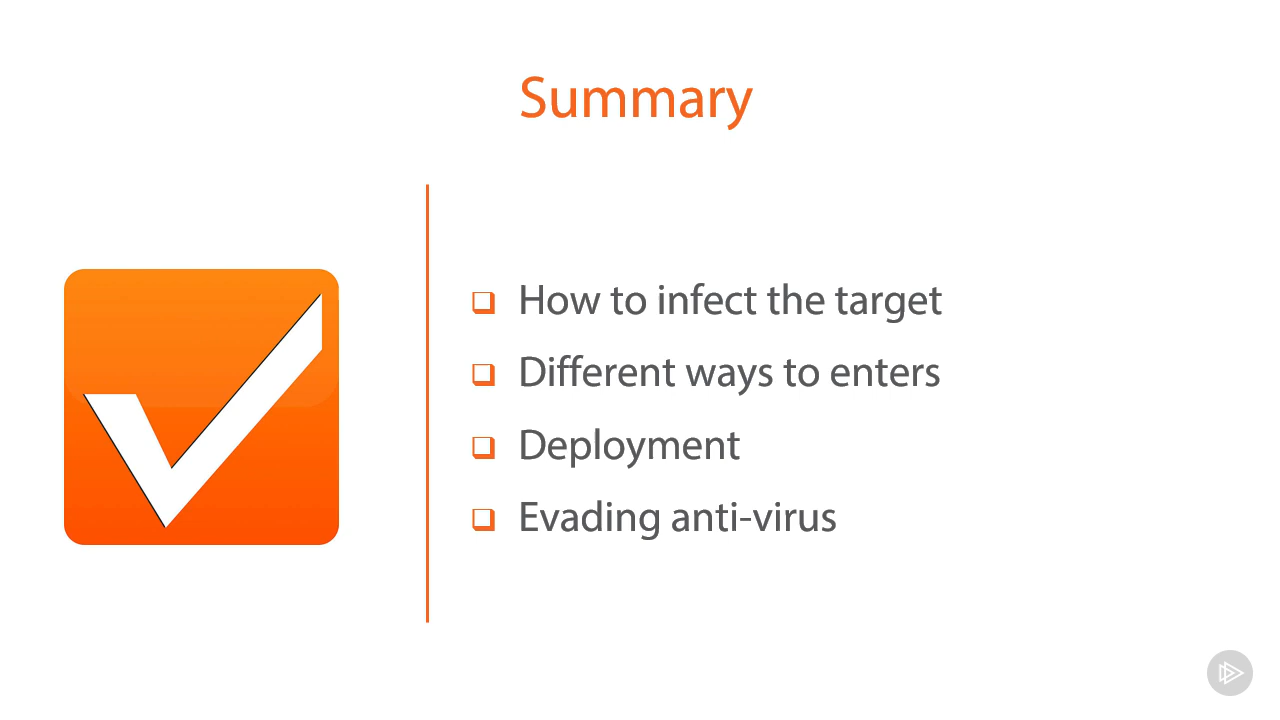 Summary
How to infect the target
Different ways to enters
Deployment
Evading anti-virus